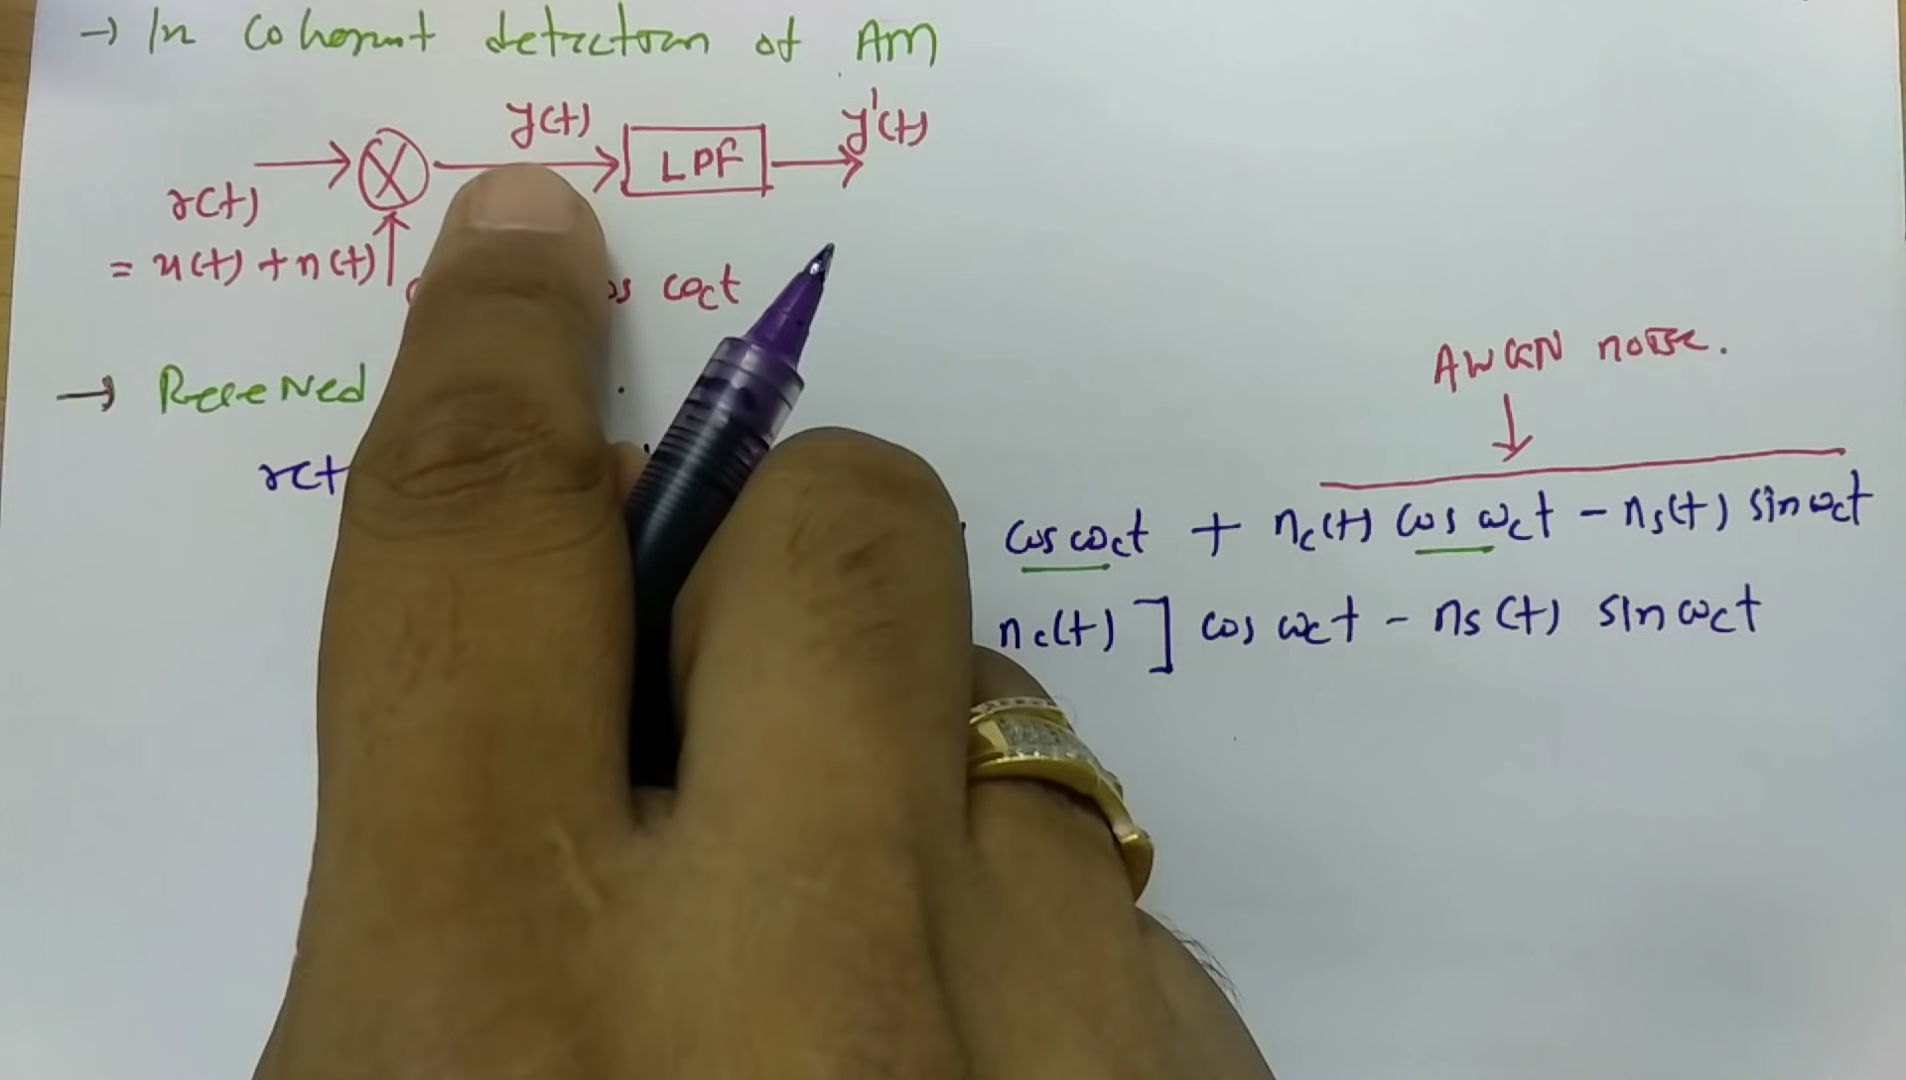 → In coherent detection of AM
y(t) LPF y'(t)
r(t)
= x(t) + n(t) cos ωct
→ Received
AWGN noise.
r(t cos ωct + nc(t) cos ωct - ns(t) sin ωct
nc(t) ] cos ωct - ns(t) sin ωct